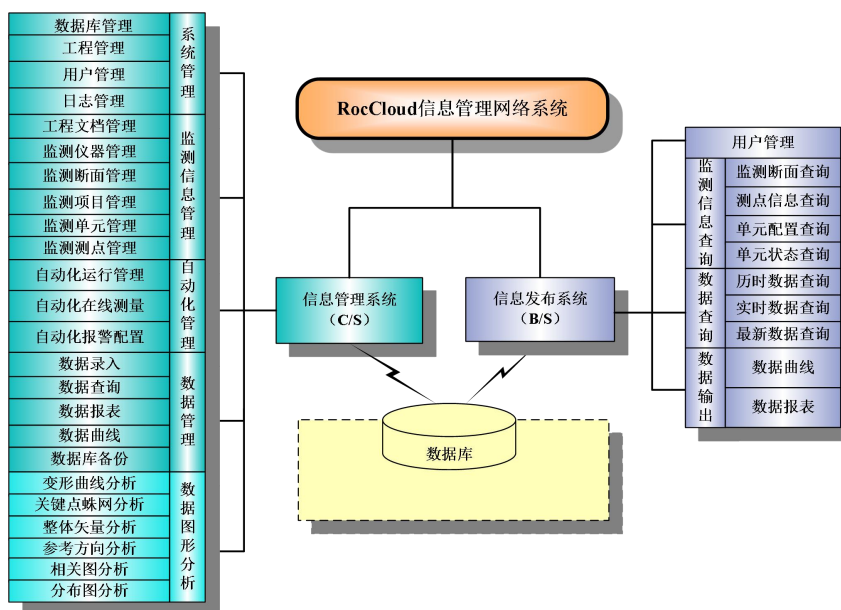 RocCloud信息管理网络系统
数据库管理
工程管理
用户管理
日志管理
系统管理
工程文档管理
监测仪器管理
监测断面管理
监测项目管理
监测单元管理
监测测点管理
监测信息管理
自动化运行管理
自动化在线测量
自动化报警配置
自动化管理
数据录入
数据查询
数据报表
数据曲线
数据库备份
数据管理
变形曲线分析
关键点蛛网分析
整体矢量分析
参考方向分析
相关图分析
分布图分析
数据图形分析
信息管理系统
（C/S）
信息发布系统
（B/S）
数据库
用户管理
监测信息查询
监测断面查询
测点信息查询
单元配置查询
单元状态查询
数据查询
历时数据查询
实时数据查询
最新数据查询
数据输出
数据曲线
数据报表